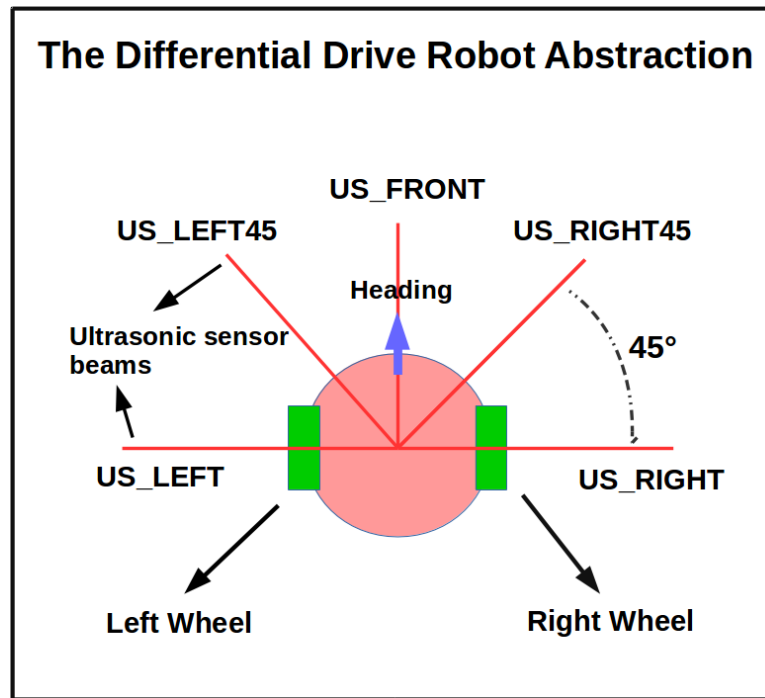 The Differential Drive Robot Abstraction
US_FRONT
US_LEFT45
US_RIGHT45
Heading
Ultrasonic sensor
beams
45°
US_LEFT
US_RIGHT
Left Wheel
Right Wheel